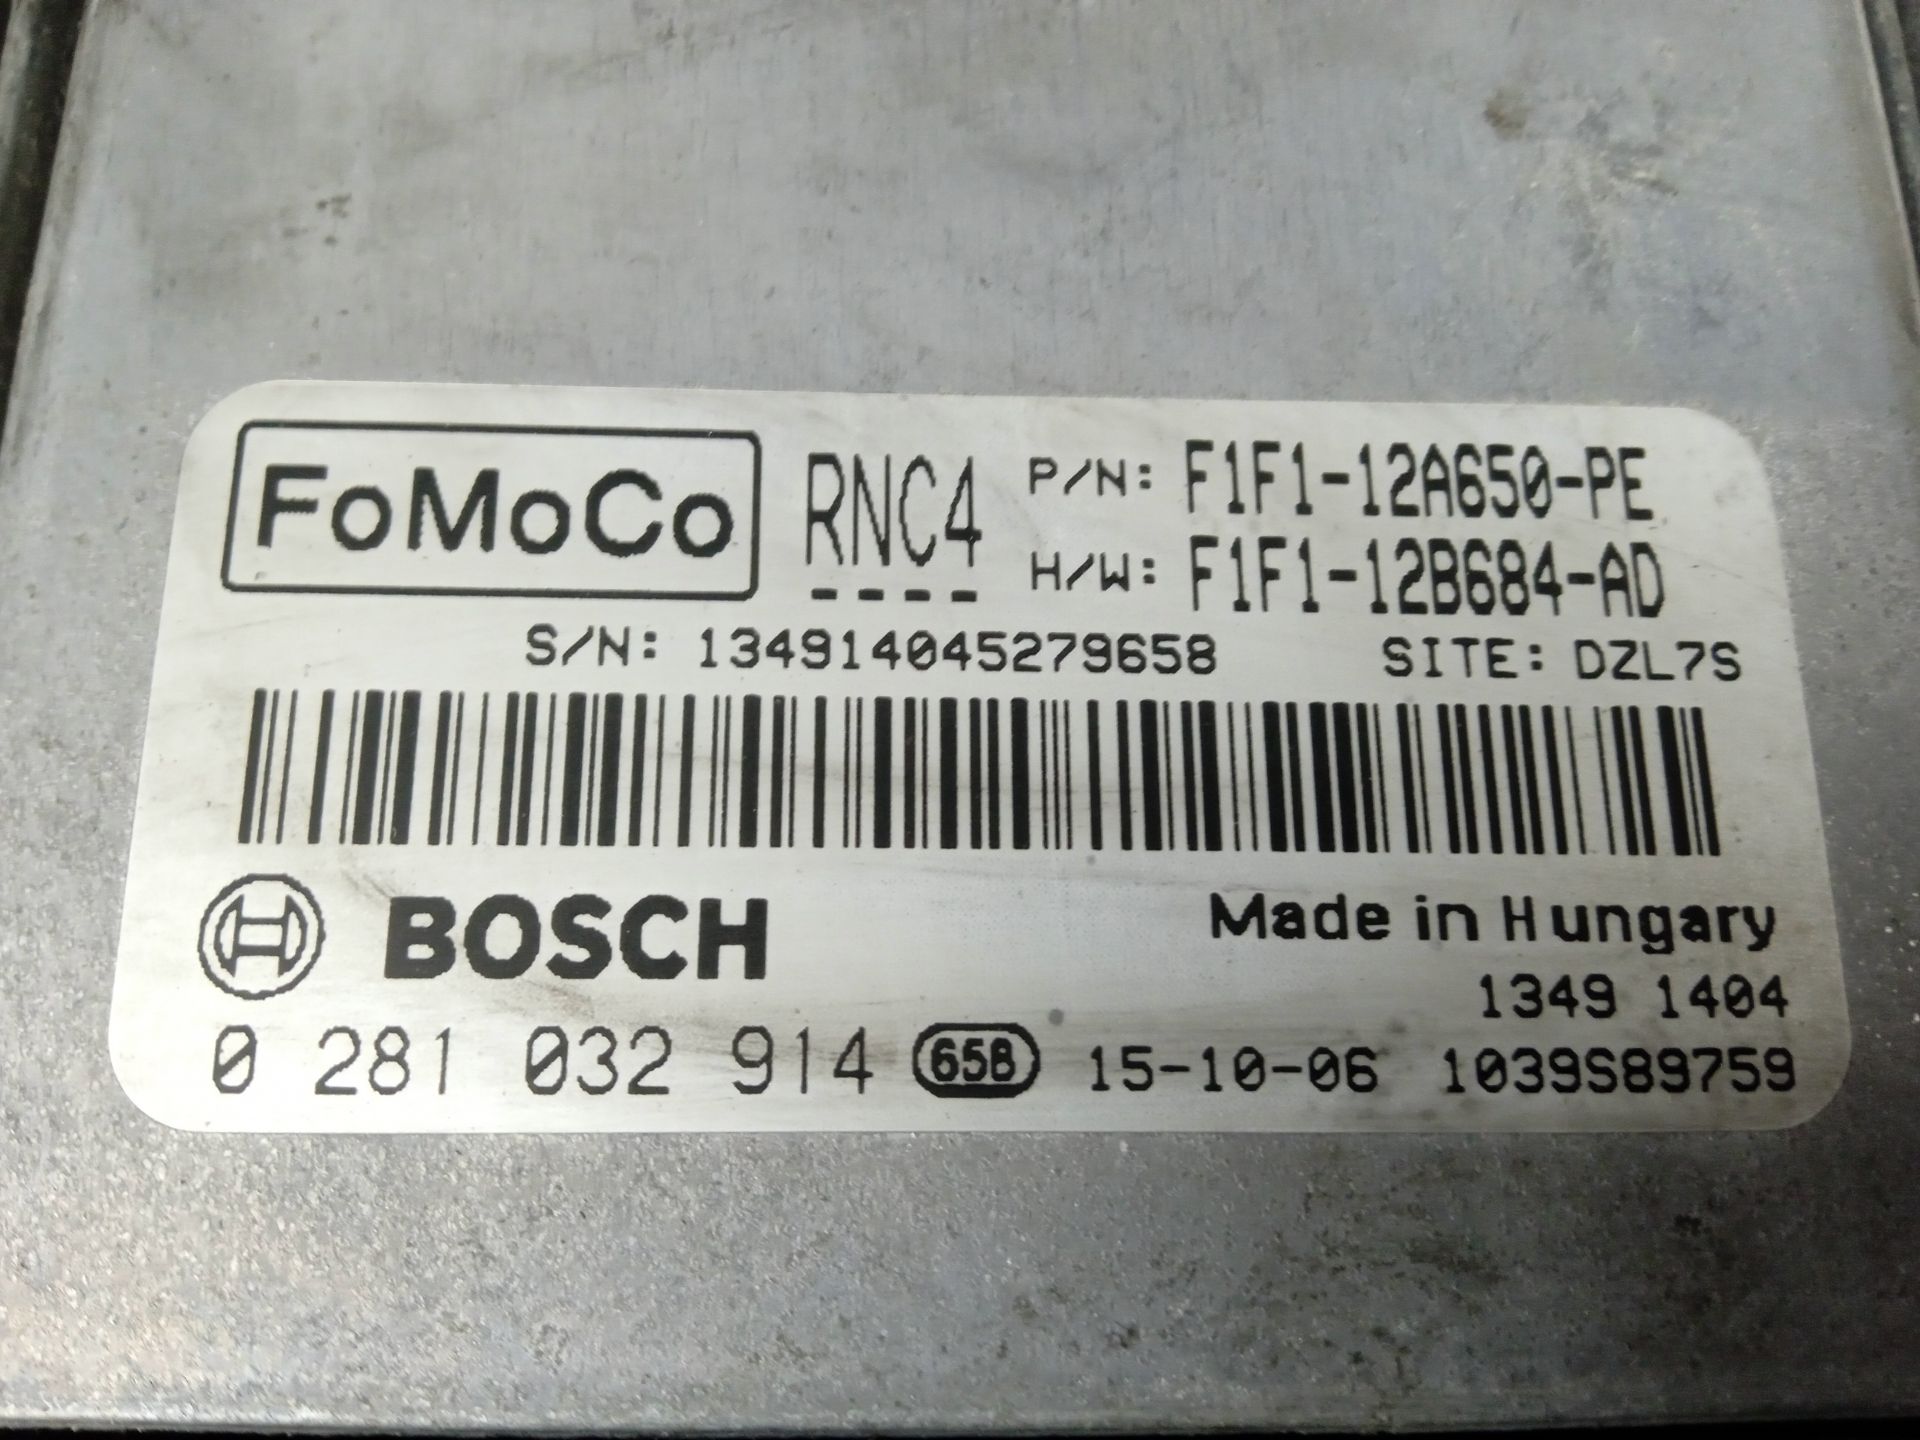 FoMoCo RNC4 P/N: F1F1-12A650-PE
---- H/W: F1F1-12B684-AD
S/N: 134914045279658 SITE: DZL7S
BOSCH Made in Hungary
1349 1404
0 281 032 914 65B 15-10-06 1039S89759